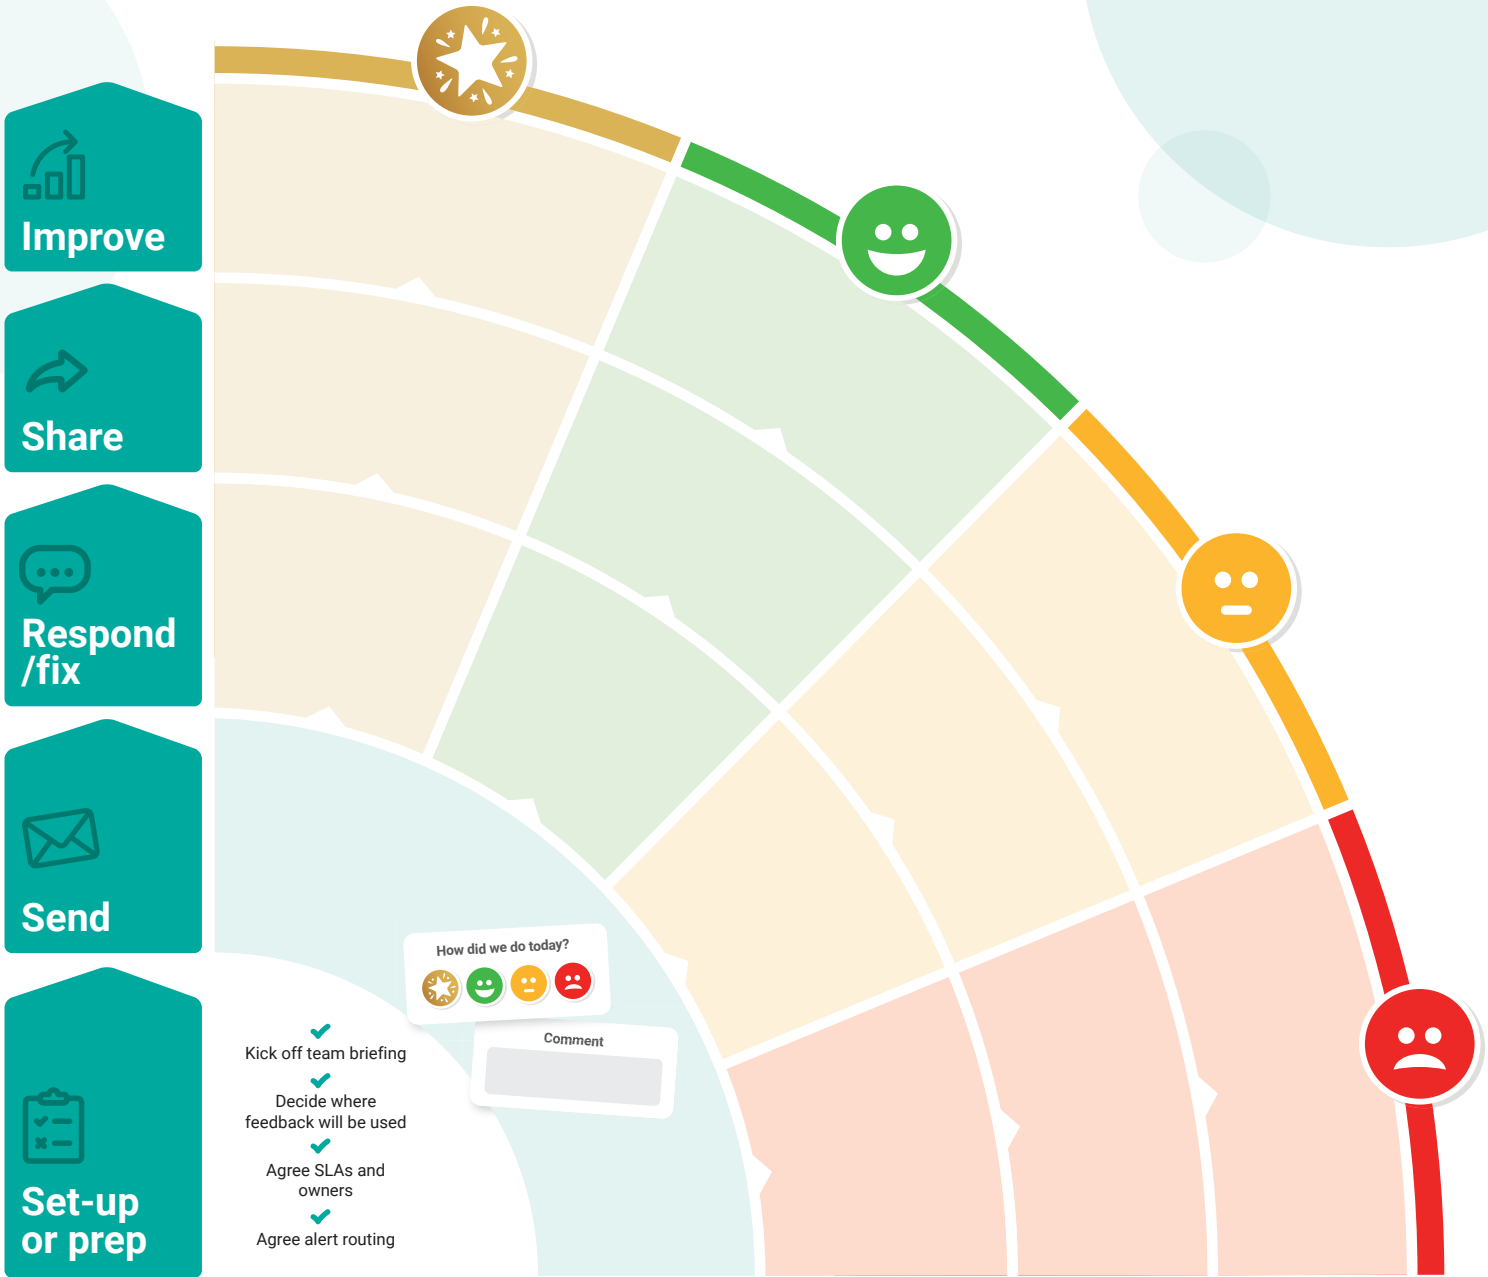 Improve
Share
Respond
/fix
Send
Set-up
or prep
How did we do today?
Comment
Kick off team briefing
Decide where
feedback will be used
Agree SLAs and
owners
Agree alert routing